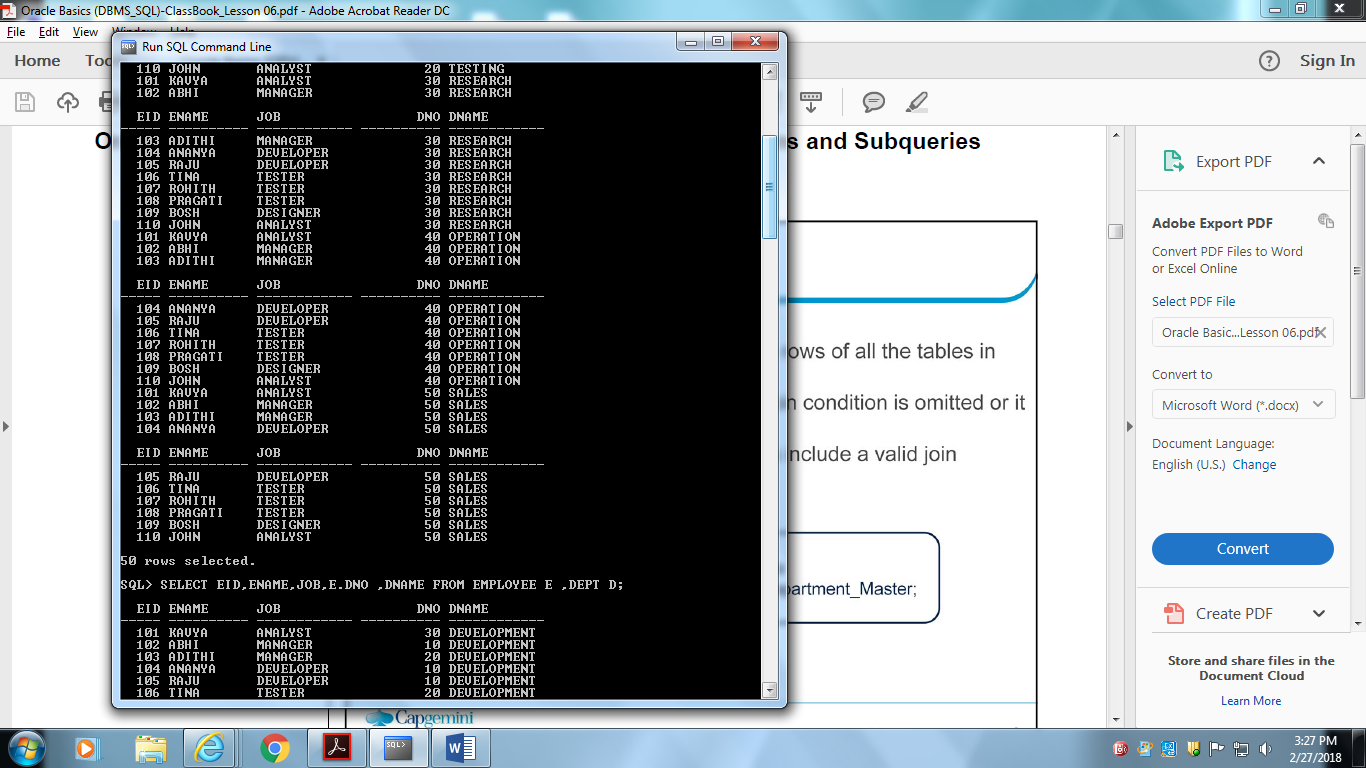 Oracle Basics (DBMS_SQL)-ClassBook_Lesson 06.pdf - Adobe Acrobat Reader DC
File Edit View Window Help
Home
Sign In
Run SQL Command Line
110 JOHN ANALYST 20 TESTING
101 KAVYA ANALYST 30 RESEARCH
102 ABHI MANAGER 30 RESEARCH
EID ENAME JOB DNO DNAME
103 ADITHI MANAGER 30 RESEARCH
104 ANANYA DEVELOPER 30 RESEARCH
105 RAJU DEVELOPER 30 RESEARCH
106 TINA TESTER 30 RESEARCH
107 ROHITH TESTER 30 RESEARCH
108 PRAGATI TESTER 30 RESEARCH
109 BOSH DESIGNER 30 RESEARCH
110 JOHN ANALYST 30 RESEARCH
101 KAVYA ANALYST 40 OPERATION
102 ABHI MANAGER 40 OPERATION
103 ADITHI MANAGER 40 OPERATION
EID ENAME JOB DNO DNAME
104 ANANYA DEVELOPER 40 OPERATION
105 RAJU DEVELOPER 40 OPERATION
106 TINA TESTER 40 OPERATION
107 ROHITH TESTER 40 OPERATION
108 PRAGATI TESTER 40 OPERATION
109 BOSH DESIGNER 40 OPERATION
110 JOHN ANALYST 40 OPERATION
101 KAVYA ANALYST 50 SALES
102 ABHI MANAGER 50 SALES
103 ADITHI MANAGER 50 SALES
104 ANANYA DEVELOPER 50 SALES
EID ENAME JOB DNO DNAME
105 RAJU DEVELOPER 50 SALES
106 TINA TESTER 50 SALES
107 ROHITH TESTER 50 SALES
108 PRAGATI TESTER 50 SALES
109 BOSH DESIGNER 50 SALES
110 JOHN ANALYST 50 SALES
50 rows selected.
SQL> SELECT EID,ENAME,JOB,E.DNO ,DNAME FROM EMPLOYEE E ,DEPT D;
EID ENAME JOB DNO DNAME
101 KAVYA ANALYST 30 DEVELOPMENT
102 ABHI MANAGER 10 DEVELOPMENT
103 ADITHI MANAGER 20 DEVELOPMENT
104 ANANYA DEVELOPER 10 DEVELOPMENT
105 RAJU DEVELOPER 10 DEVELOPMENT
106 TINA TESTER 20 DEVELOPMENT
s and Subqueries
ows of all the tables in
n condition is omitted or it
nclude a valid join
partment_Master;
Capgemini
Export PDF
Adobe Export PDF
Convert PDF Files to Word
or Excel Online
Select PDF File
Oracle Basic...Lesson 06.pdf
Convert to
Microsoft Word (*.docx)
Document Language:
English (U.S.) Change
Convert
Create PDF
Store and share files in the
Document Cloud
Learn More
SQL>
3:27 PM
2/27/2018